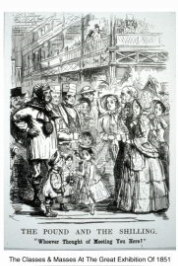 THE POUND AND THE SHILLING.
"Whoever Thought of Meeting You Here?"
The Classes & Masses At The Great Exhibition Of 1851